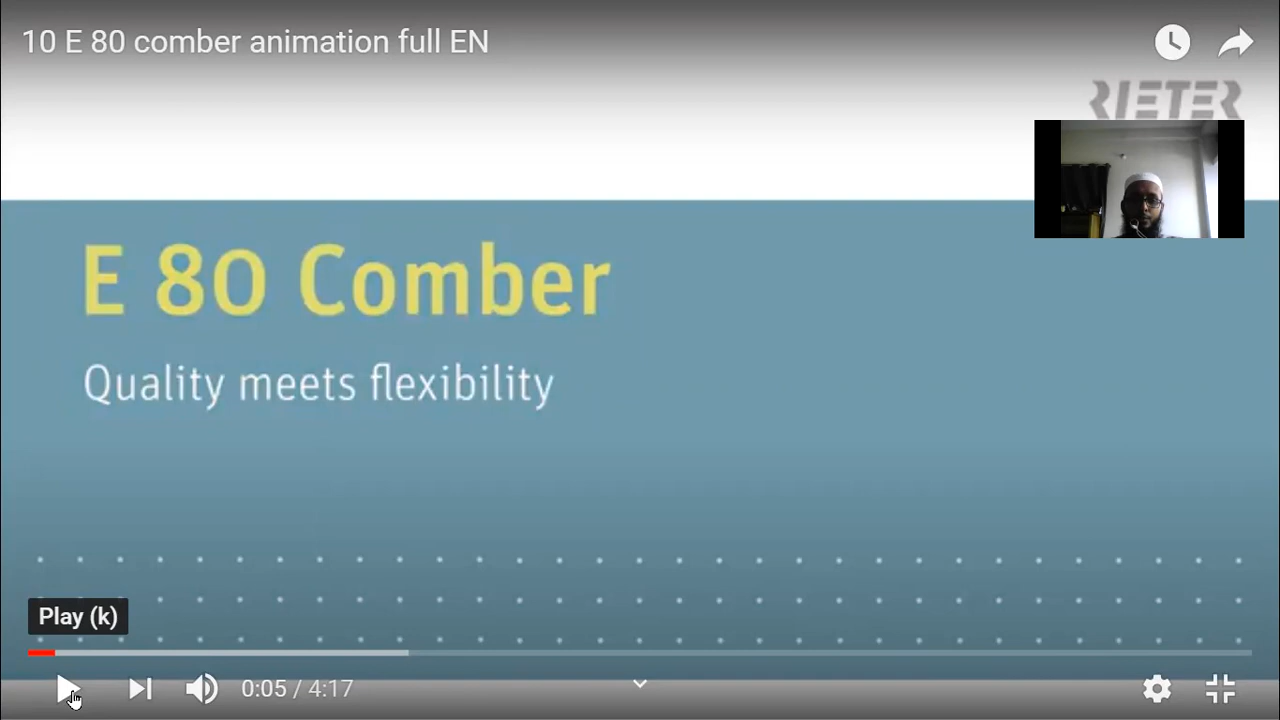 10 E 80 comber animation full EN
RIETER
E 80 Comber
Quality meets flexibility
Play (k)
0:05 / 4:17